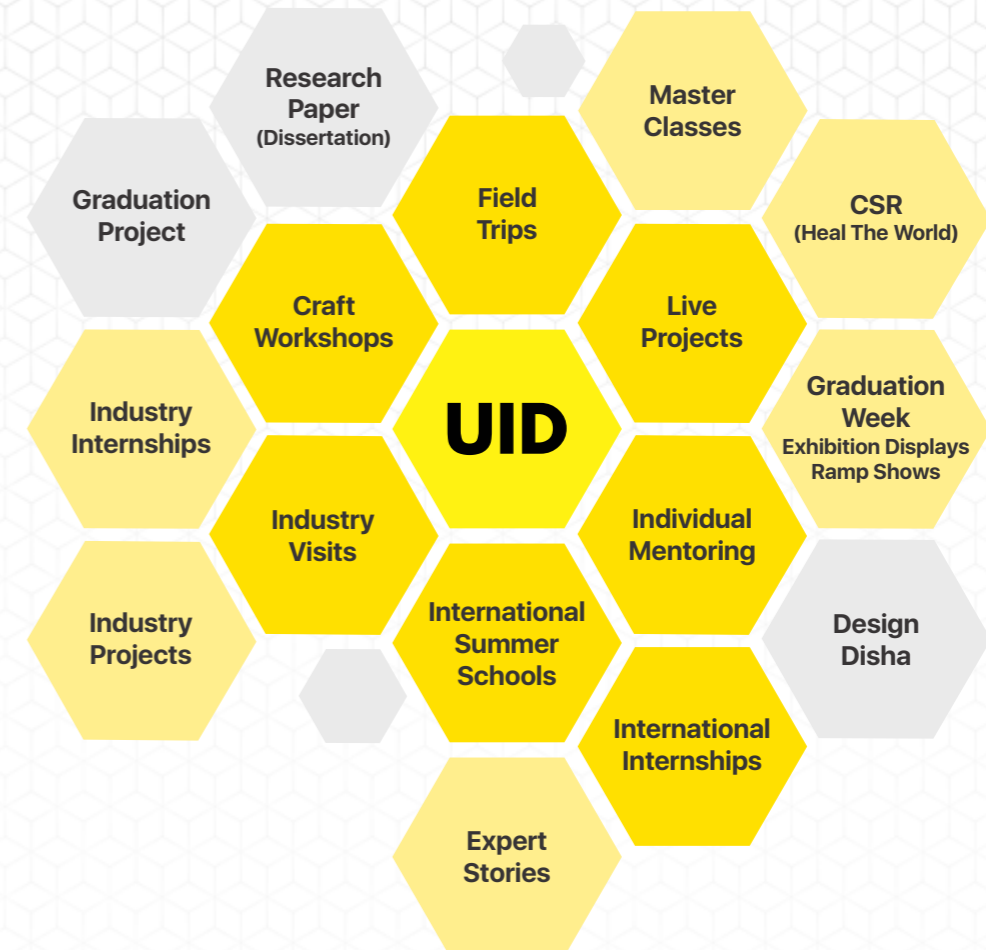 Research
Paper
(Dissertation)
Master
Classes
Graduation
Project
Field
Trips
CSR
(Heal The World)
Craft
Workshops
Live
Projects
Industry
Internships
UID
Graduation
Week
Exhibition Displays
Ramp Shows
Industry
Visits
Individual
Mentoring
Industry
Projects
International
Summer
Schools
Design
Disha
International
Internships
Expert
Stories